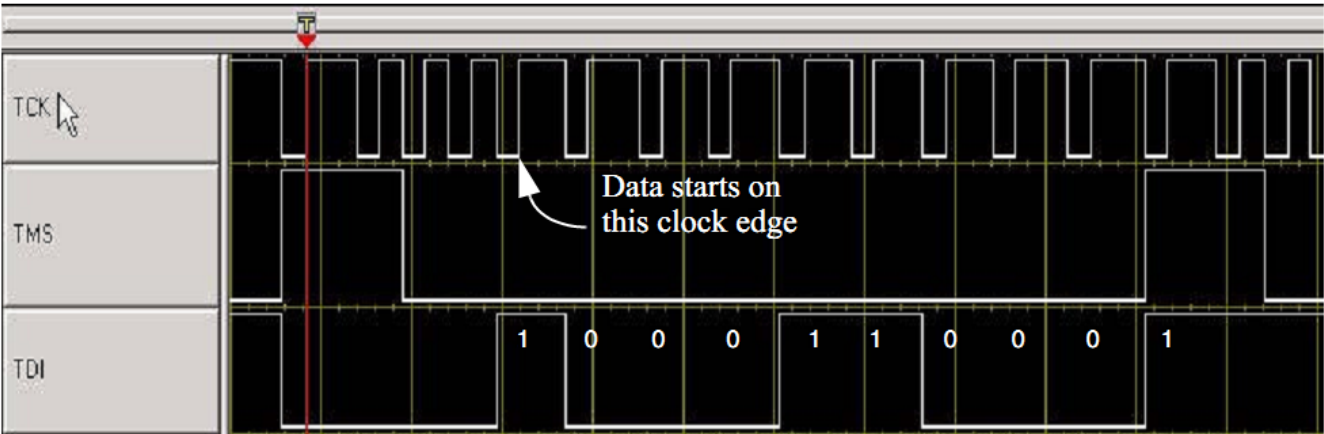 T
TCK
Data starts on
this clock edge
TMS
1 0 0 0 1 1 0 0 0 1
TDI